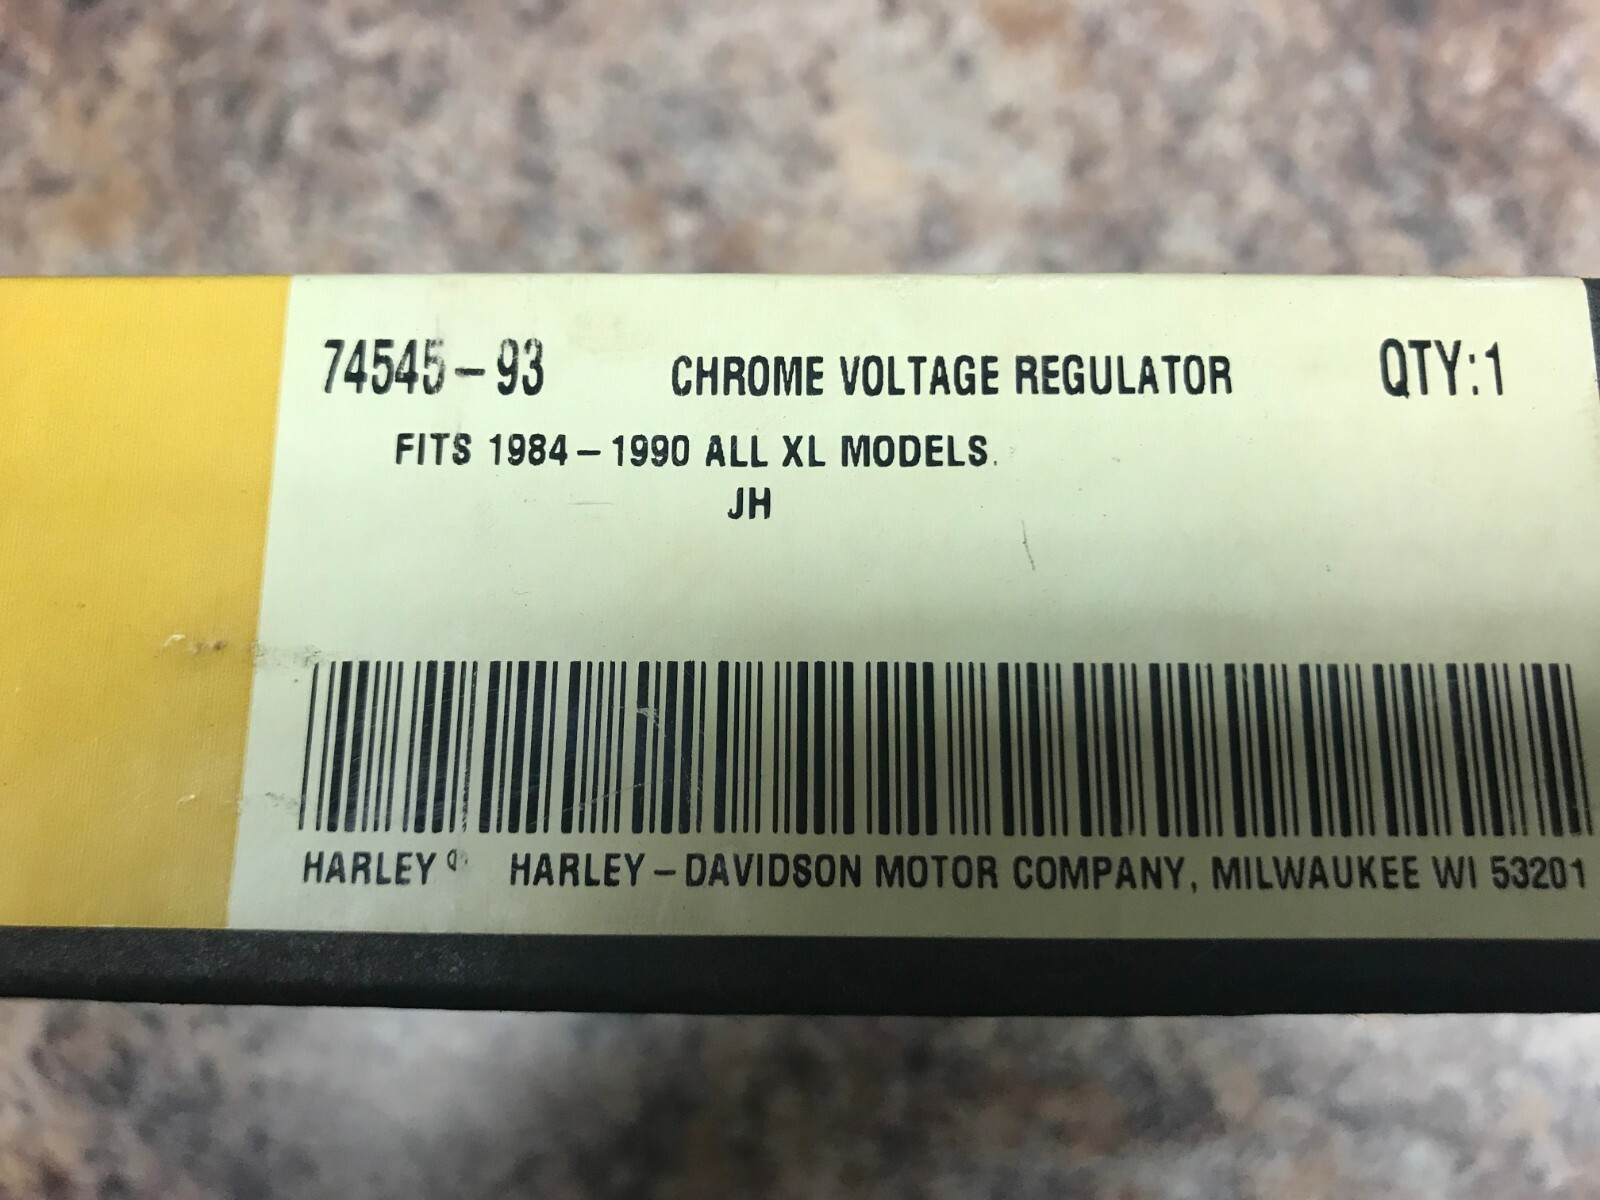 74545-93 CHROME VOLTAGE REGULATOR QTY:1
FITS 1984-1990 ALL XL MODELS.
JH
HARLEY® HARLEY-DAVIDSON MOTOR COMPANY, MILWAUKEE WI 53201